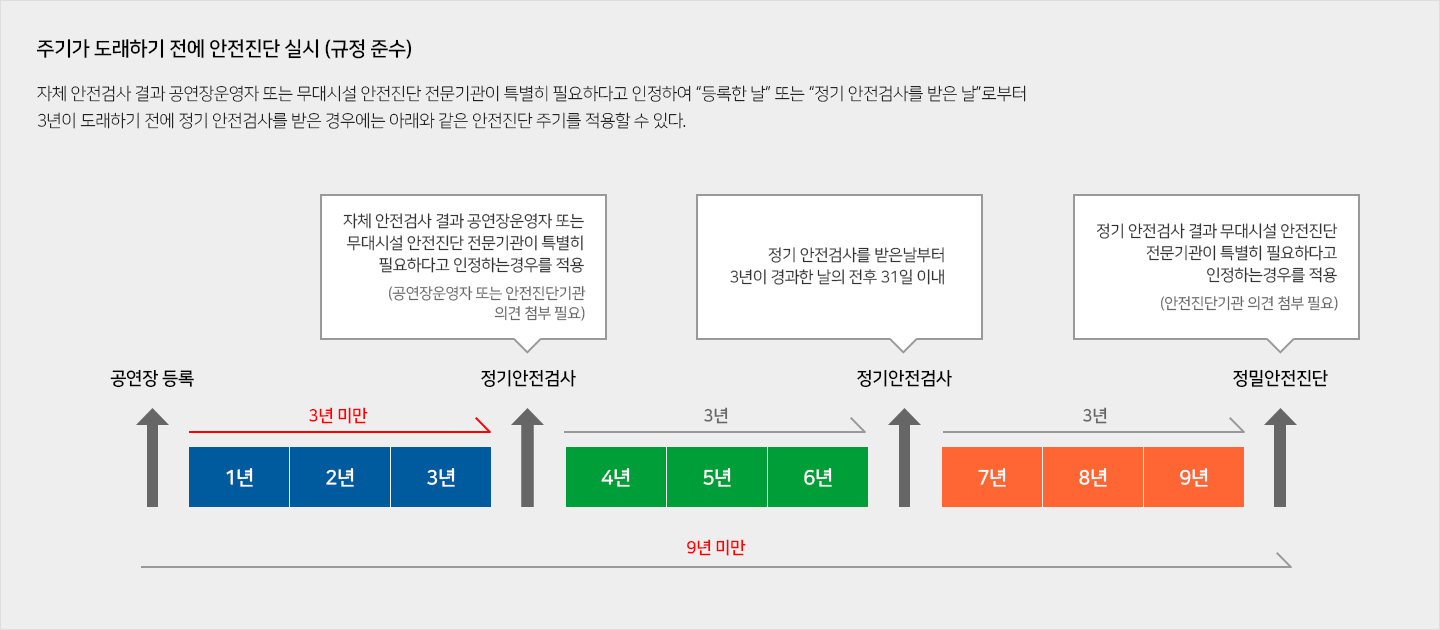 주기가 도래하기 전에 안전진단 실시 (규정 준수)
자체 안전검사 결과 공연장운영자 또는 무대시설 안전진단 전문기관이 특별히 필요하다고 인정하여 “등록한 날” 또는 “정기 안전검사를 받은 날”로부터
3년이 도래하기 전에 정기 안전검사를 받은 경우에는 아래와 같은 안전진단 주기를 적용할 수 있다.
자체 안전검사 결과 공연장운영자 또는
무대시설 안전진단 전문기관이 특별히
필요하다고 인정하는경우를 적용
(공연장운영자 또는 안전진단기관
의견 첨부 필요)
정기 안전검사를 받은날부터
3년이 경과한 날의 전후 31일 이내
정기 안전검사 결과 무대시설 안전진단
전문기관이 특별히 필요하다고
인정하는경우를 적용
(안전진단기관 의견 첨부 필요)
공연장 등록
정기안전검사
정기안전검사
정밀안전진단
3년 미만
3년
3년
1년
2년
3년
4년
5년
6년
7년
8년
9년
9년 미만